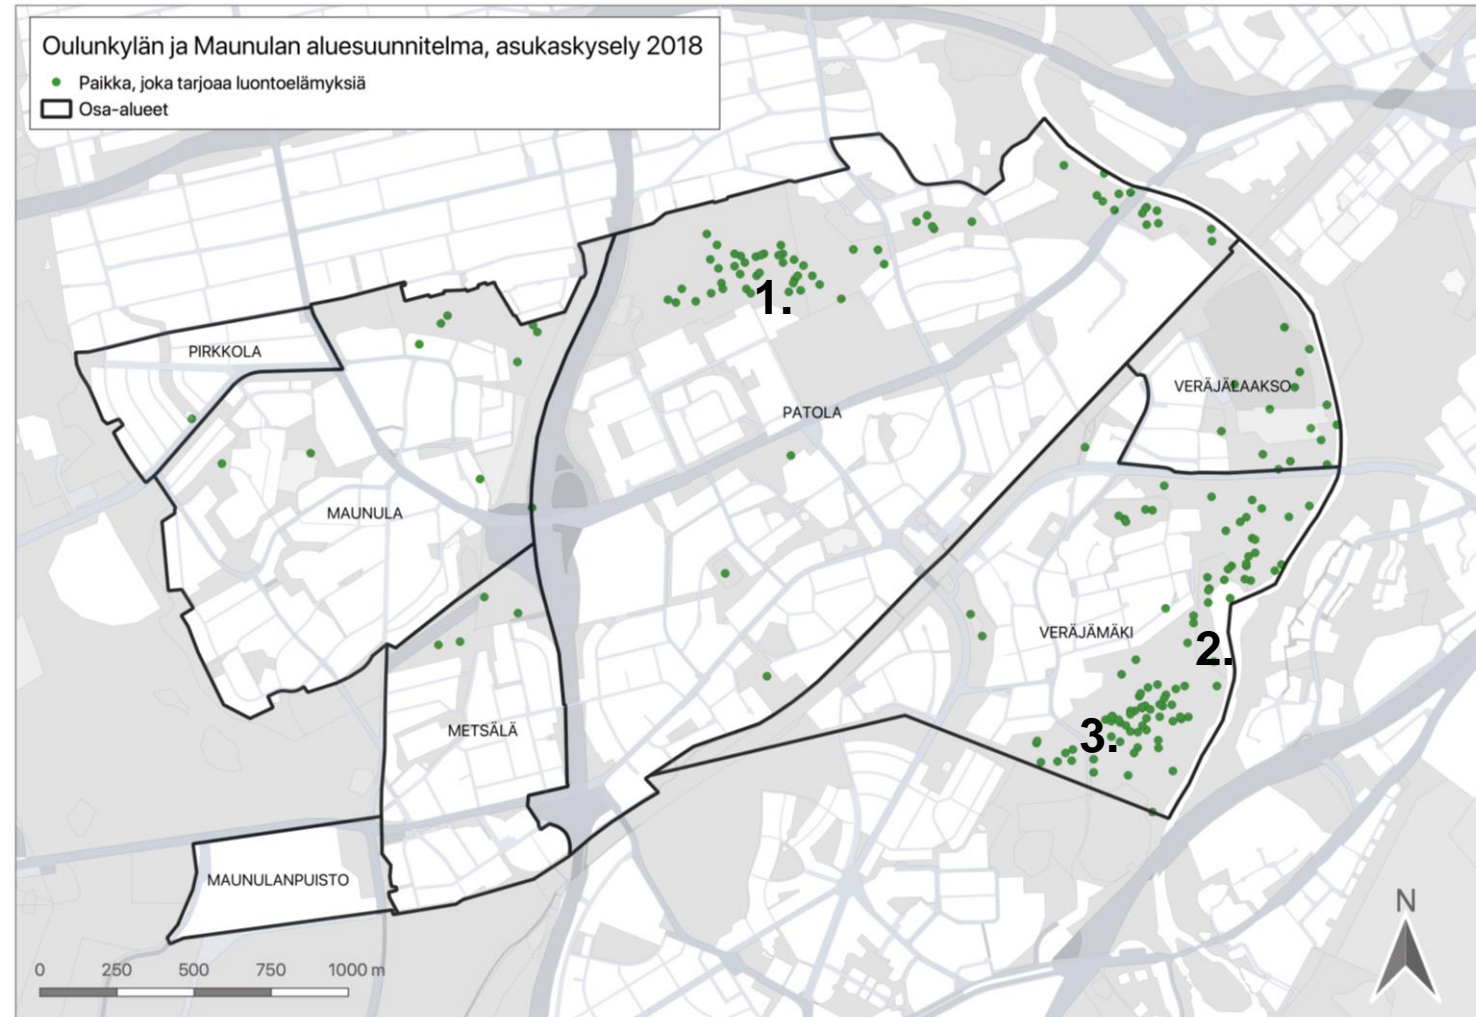 Oulunkylän ja Maunulan aluesuunnitelma, asukaskysely 2018
Paikka, joka tarjoaa luontoelämyksiä
Osa-alueet
1.
PIRKKOLA
VERÄJÄLAAKSO
PATOLA
MAUNULA
VERÄJÄMÄKI
2.
METSÄLÄ
3.
MAUNULANPUISTO
N
0 250 500 750 1000 m